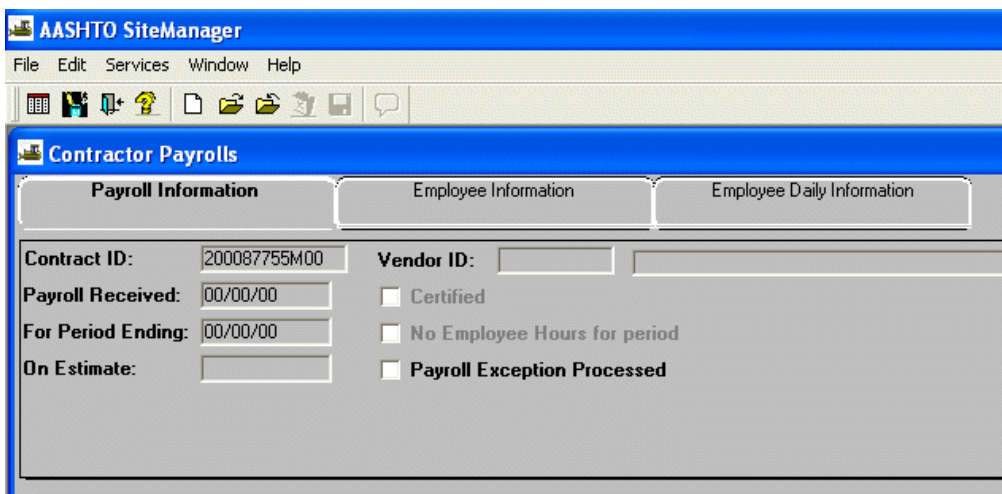 AASHTO SiteManager
File Edit Services Window Help
Contractor Payrolls
Payroll Information Employee Information Employee Daily Information
Contract ID: 200087755M00 Vendor ID:
Payroll Received: 00/00/00 Certified
For Period Ending: 00/00/00 No Employee Hours for period
On Estimate: Payroll Exception Processed